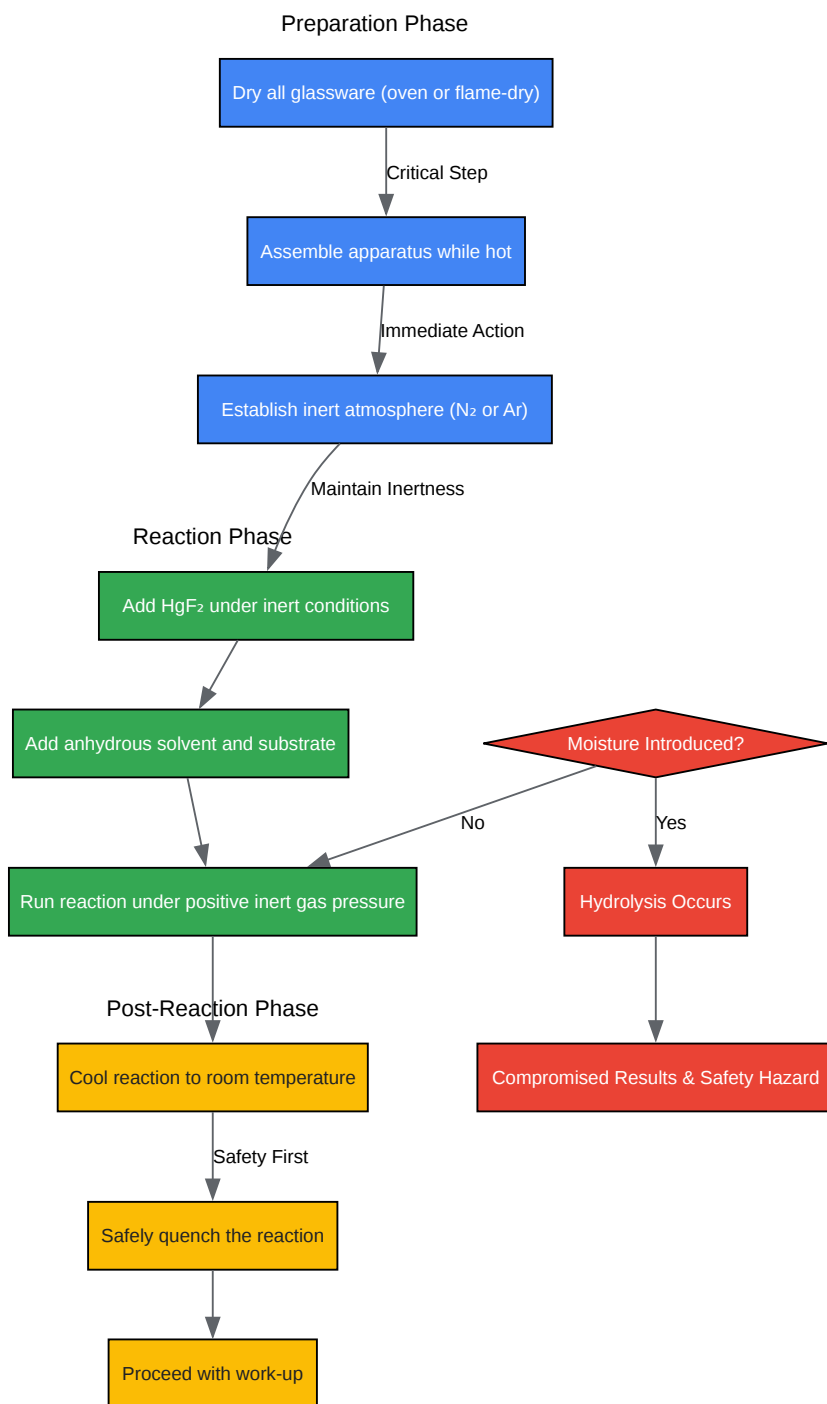 Preparation Phase
Dry all glassware (oven or flame-dry)
Critical Step
Assemble apparatus while hot
Immediate Action
Establish inert atmosphere (N₂ or Ar)
Maintain Inertness
Reaction Phase
Add HgF₂ under inert conditions
Add anhydrous solvent and substrate
Moisture Introduced?
No
Yes
Run reaction under positive inert gas pressure
Hydrolysis Occurs
Post-Reaction Phase
Cool reaction to room temperature
Compromised Results & Safety Hazard
Safety First
Safely quench the reaction
Proceed with work-up